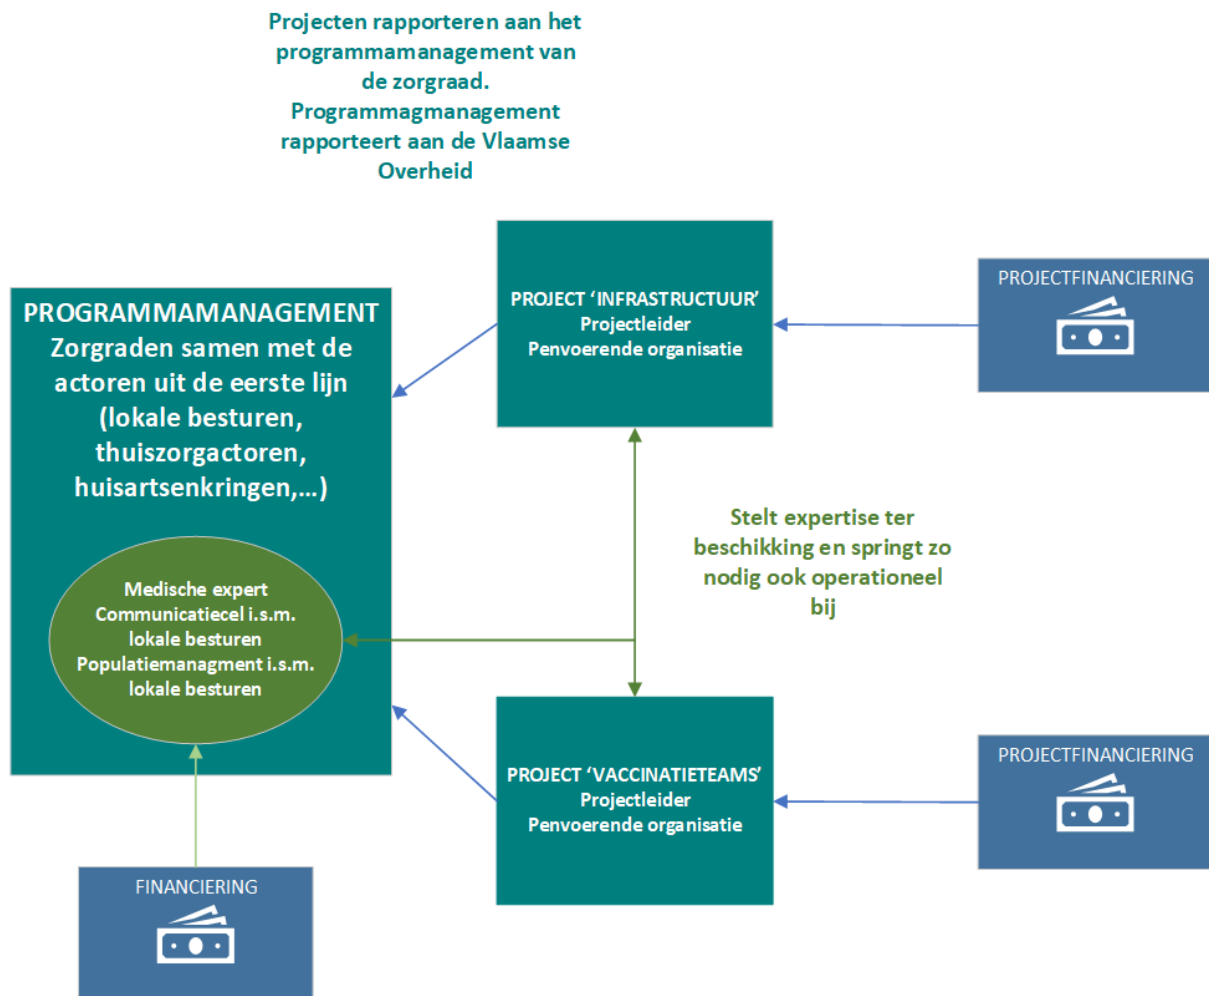 Projecten rapporteren aan het
programmamanagement van
de zorgraad.
Programmagmanagement
rapporteert aan de Vlaamse
Overheid
PROGRAMMAMANAGEMENT
Zorgraden samen met de
actoren uit de eerste lijn
(lokale besturen,
thuiszorgactoren,
huisartsenkringen,...)
Medische expert
Communicatiecel i.s.m.
lokale besturen
Populatiemanagment i.s.m.
lokale besturen
FINANCIERING
PROJECT ‘INFRASTRUCTUUR’
Projectleider
Penvoerende organisatie
PROJECTFINANCIERING
Stelt expertise ter
beschikking en springt zo
nodig ook operationeel
bij
PROJECT ‘VACCINATIETEAMS’
Projectleider
Penvoerende organisatie
PROJECTFINANCIERING